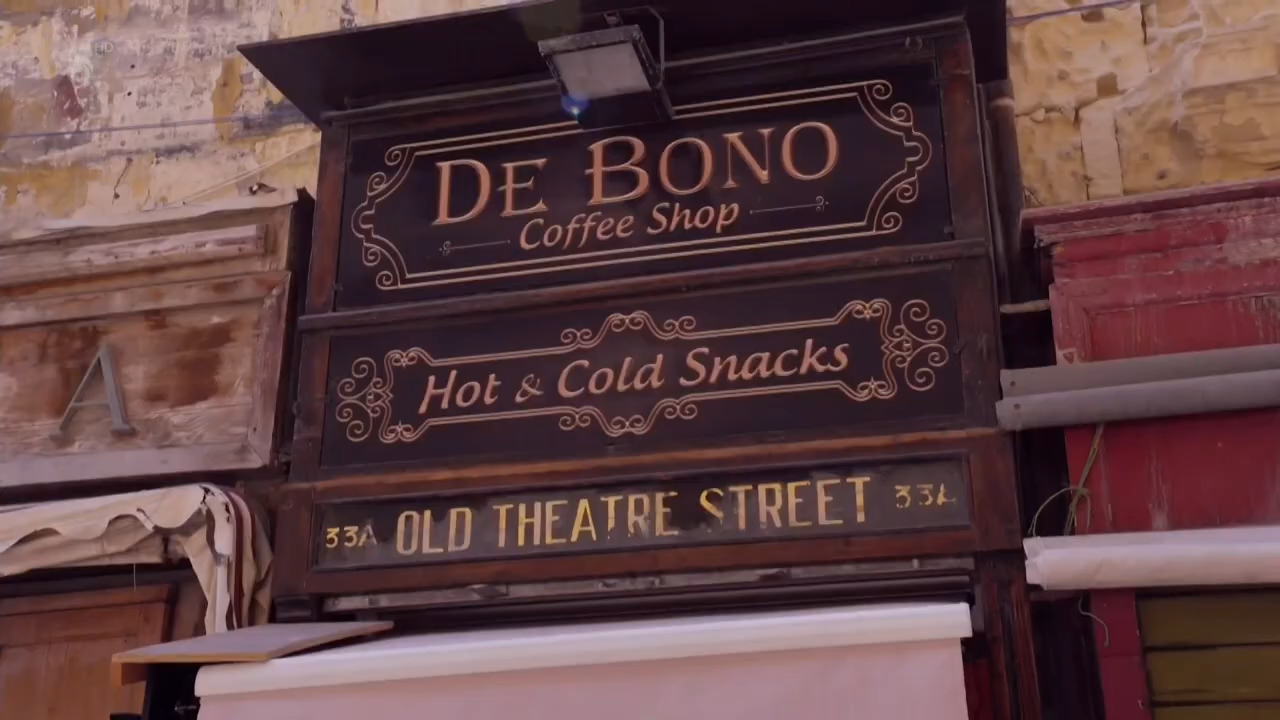 DE BONO
Coffee Shop
Hot & Cold Snacks
33A OLD THEATRE STREET 33A
A